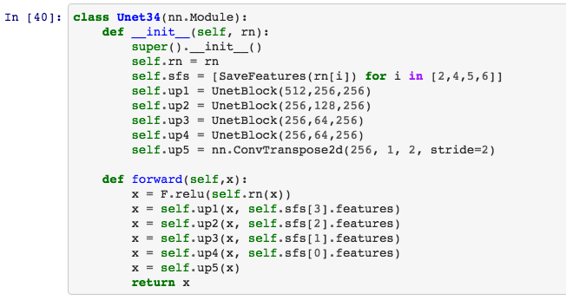 In [40]: class Unet34(nn.Module):
    def __init__(self, rn):
        super().__init__()
        self.rn = rn
        self.sfs = [SaveFeatures(rn[i]) for i in [2,4,5,6]]
        self.up1 = UnetBlock(512,256,256)
        self.up2 = UnetBlock(256,128,256)
        self.up3 = UnetBlock(256,64,256)
        self.up4 = UnetBlock(256,64,256)
        self.up5 = nn.ConvTranspose2d(256, 1, 2, stride=2)

    def forward(self,x):
        x = F.relu(self.rn(x))
        x = self.up1(x, self.sfs[3].features)
        x = self.up2(x, self.sfs[2].features)
        x = self.up3(x, self.sfs[1].features)
        x = self.up4(x, self.sfs[0].features)
        x = self.up5(x)
        return x